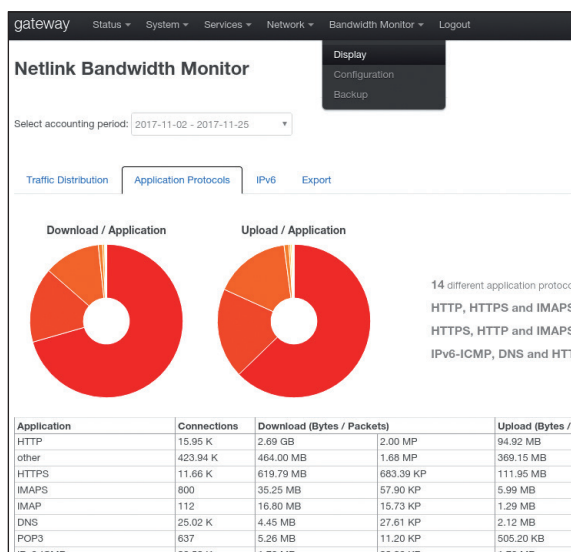 gateway Status System Services Network Bandwidth Monitor Logout
Display
Configuration
Backup
Netlink Bandwidth Monitor
Select accounting period: 2017-11-02 - 2017-11-25
Traffic Distribution Application Protocols IPv6 Export
Download / Application Upload / Application
14 different application protoco
HTTP, HTTPS and IMAPS
HTTPS, HTTP and IMAPS
IPv6-ICMP, DNS and HTT
Application Connections Download (Bytes / Packets) Upload (Bytes /
HTTP 15.95 K 2.69 GB 2.00 MP 94.92 MB
other 423.94 K 464.00 MB 1.68 MP 369.15 MB
HTTPS 11.66 K 619.79 MB 683.39 KP 111.95 MB
IMAPS 800 35.25 MB 57.90 KP 5.99 MB
IMAP 112 16.80 MB 15.73 KP 1.29 MB
DNS 25.02 K 4.45 MB 27.61 KP 2.12 MB
POP3 637 5.26 MB 11.20 KP 505.20 KB